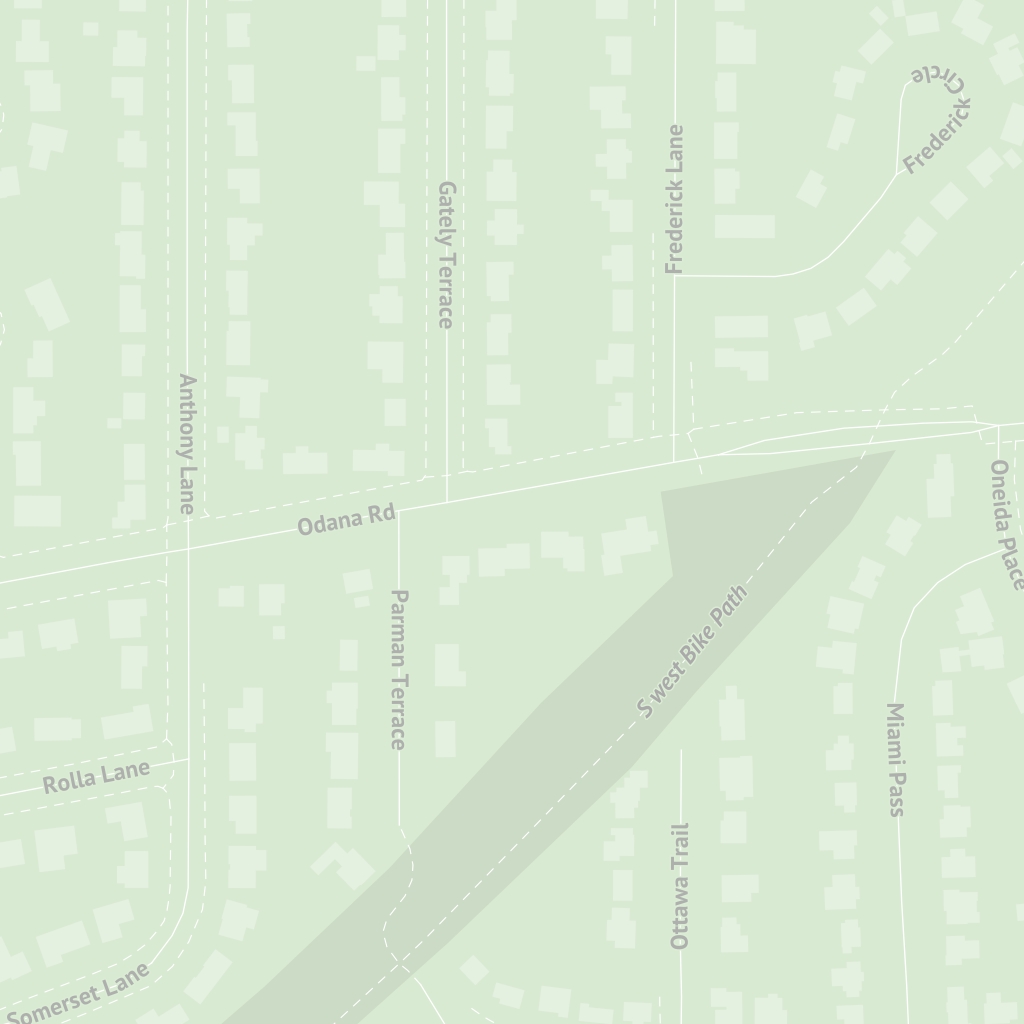 Frederick Circle
Frederick Lane
Gately Terrace
Anthony Lane
Odana Rd
Oneida Place
Parman Terrace
S west Bike Path
Miami Pass
Rolla Lane
Ottawa Trail
Somerset Lane